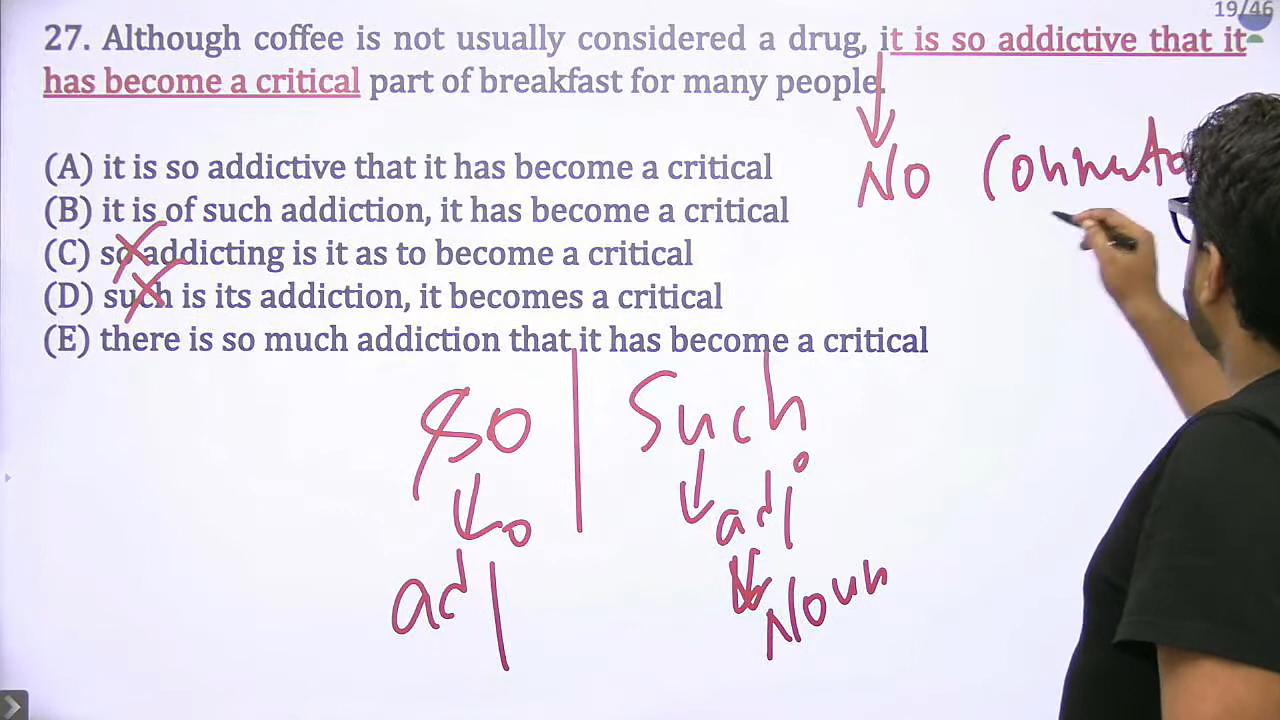 19/46
27. Although coffee is not usually considered a drug, it is so addictive that it
has become a critical part of breakfast for many people.
No
(A) it is so addictive that it has become a critical
(B) it is of such addiction, it has become a critical
(C) so addicting is it as to become a critical
(D) such is its addiction, it becomes a critical
(E) there is so much addiction that it has become a critical
so | such
adj
adj
Noun